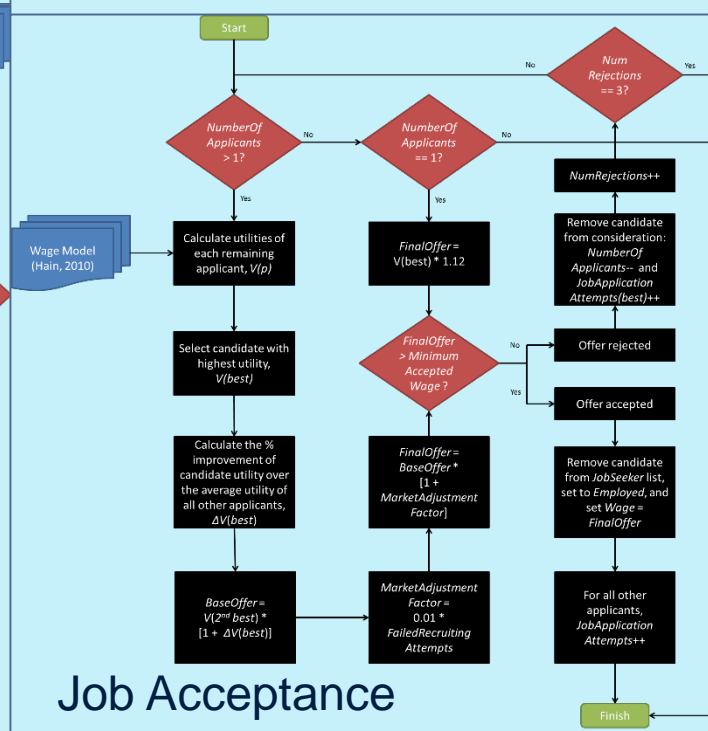 Start
Num
Rejections
== 3?
No
Yes
NumberOf
Applicants
> 1?
No
Yes
NumberOf
Applicants
== 1?
No
Yes
NumRejections++
Wage Model
(Hain, 2010)
Calculate utilities of
each remaining
applicant, V(p)
FinalOffer =
V(best) * 1.12
Remove candidate
from consideration:
NumberOf
Applicants-- and
JobApplication
Attempts(best)++
Select candidate with
highest utility,
V(best)
FinalOffer
> Minimum
Accepted
Wage ?
No
Yes
Offer rejected
Offer accepted
Calculate the %
improvement of
candidate utility over
the average utility of
all other applicants,
ΔV(best)
FinalOffer =
BaseOffer *
[1 +
MarketAdjustment
Factor]
Remove candidate
from JobSeeker list,
set to Employed, and
set Wage =
FinalOffer
BaseOffer =
V(2nd best) *
[1 + ΔV(best)]
MarketAdjustment
Factor =
0.01 *
FailedRecruiting
Attempts
For all other
applicants,
JobApplication
Attempts++
Job Acceptance
Finish